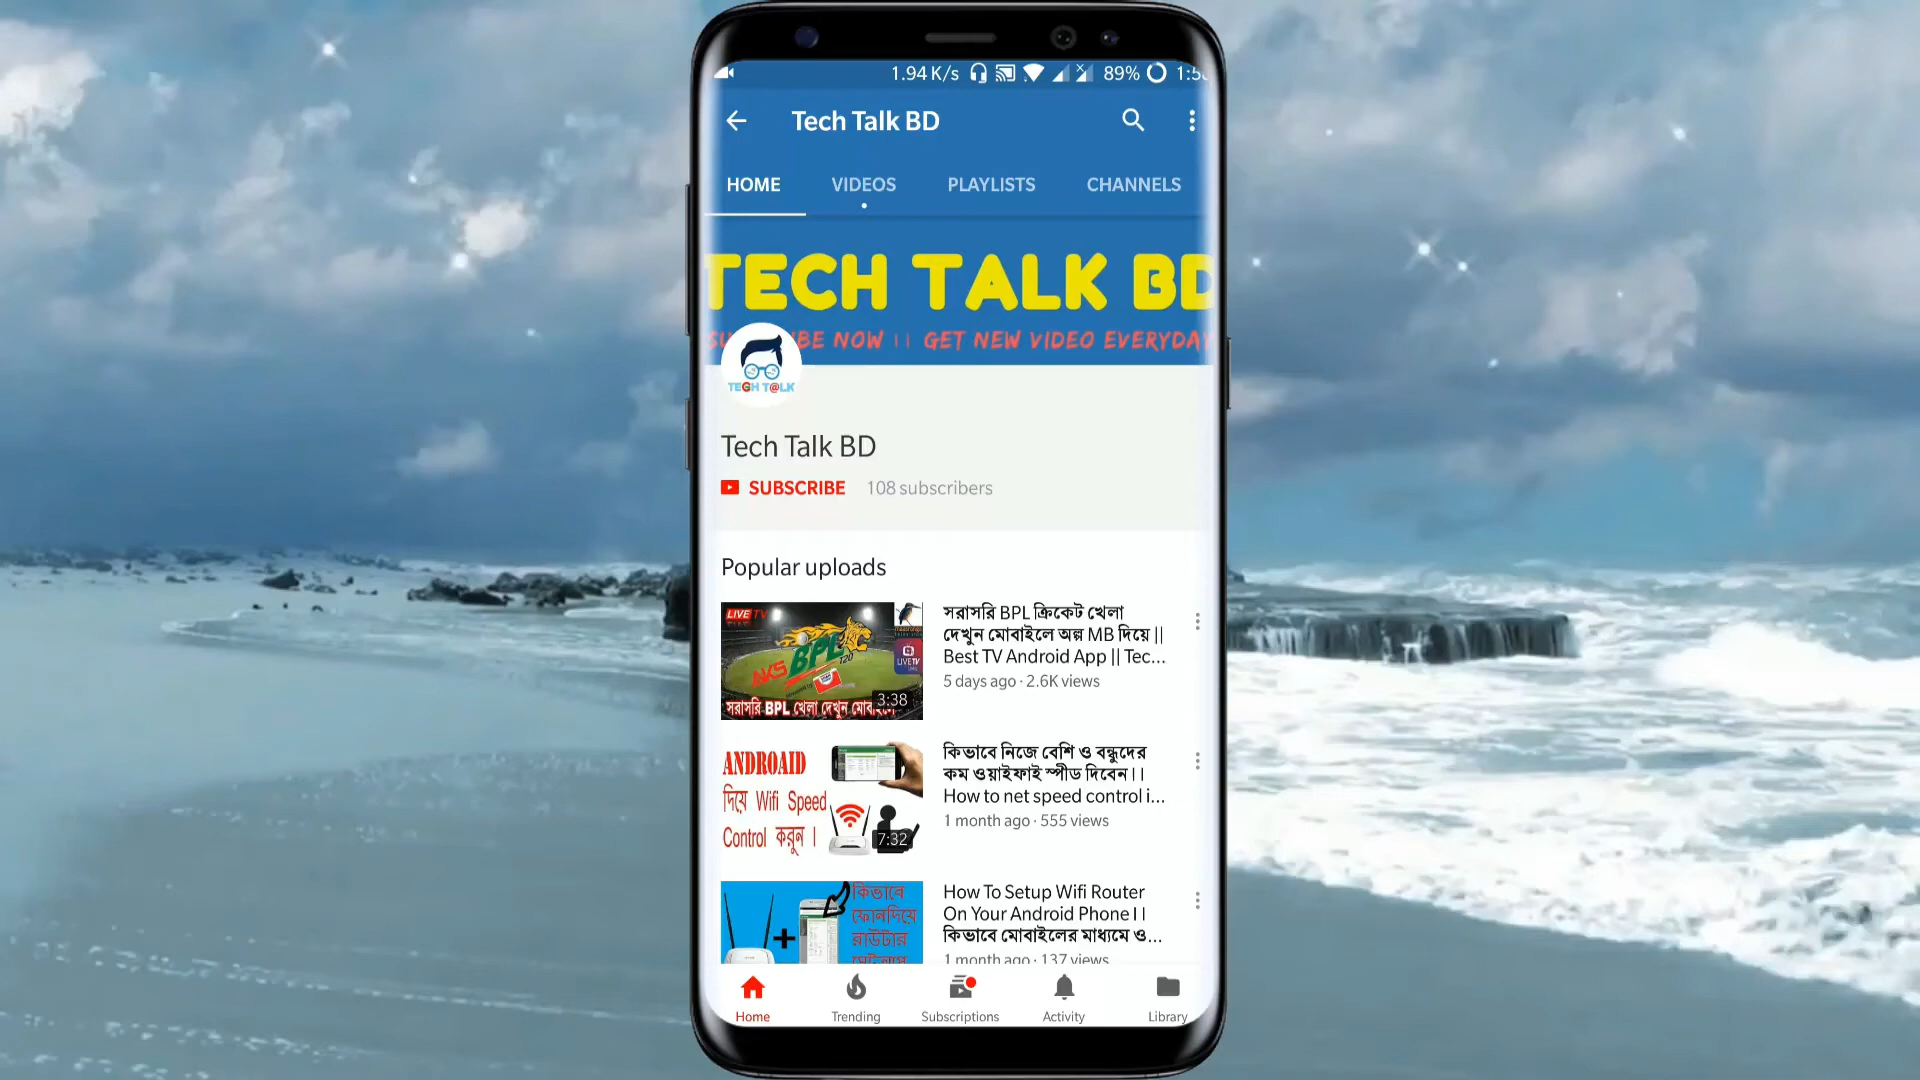 1.94 K/s 89%
Tech Talk BD
HOME VIDEOS PLAYLISTS CHANNELS
TECH TALK BD
BE NOW || GET NEW VIDEO EVERYDAY
TECH T@LK
Tech Talk BD
SUBSCRIBE 108 subscribers
Popular uploads
LIVE TV
BPL
LIVE TV
3:38
সরাসরি BPL খেলা দেখুন
সরাসরি BPL ক্রিকেট খেলা
দেখুন মোবাইলে অল্প MB দিয়ে ||
Best TV Android App || Tec...
5 days ago · 2.6K views
ANDROAID
দিয়ে Wifi Speed
Control করুন ।
7:32
কিভাবে নিজে বেশি ও বন্ধুদের
কম ওয়াইফাই স্পীড দিবেন।।
How to net speed control i...
1 month ago · 555 views
কিভাবে
ফোনদিয়ে
রাউটার
How To Setup Wifi Router
On Your Android Phone।।
কিভাবে মোবাইলের মাধ্যমে ও...
1 month ago · 137 views
Home Trending Subscriptions Activity Library